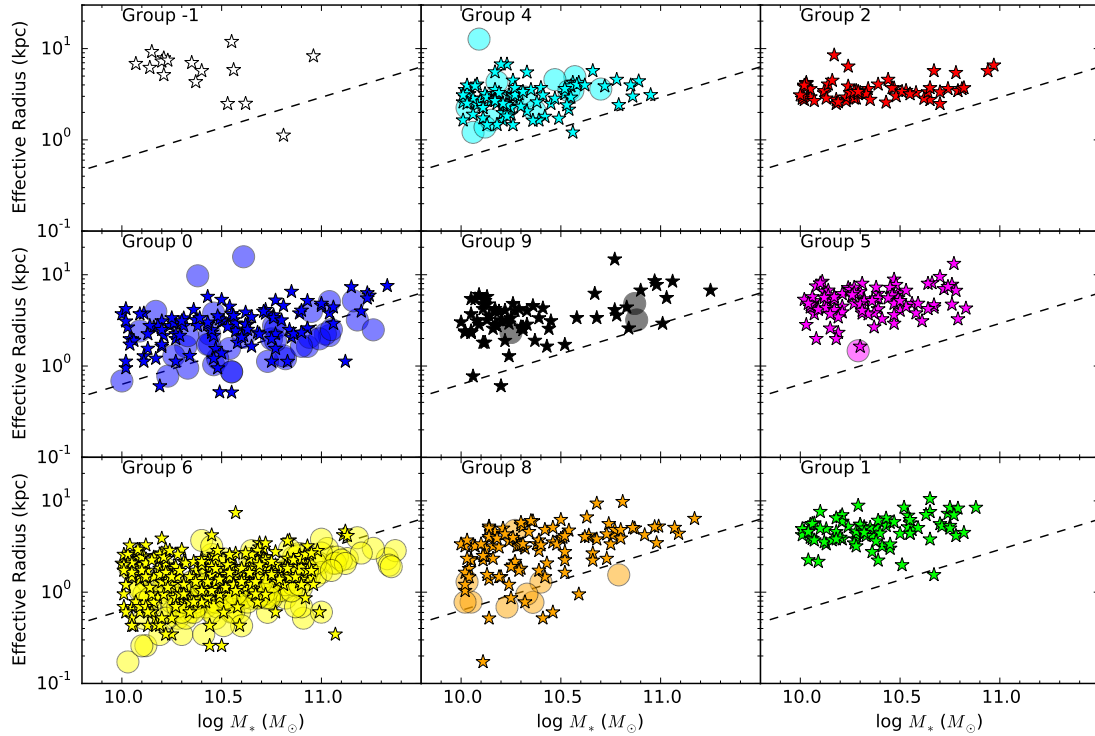 Group -1
Group 4
Group 2
Effective Radius (kpc)
10^1
10^0
10^-1
Group 0
Group 9
Group 5
Effective Radius (kpc)
10^1
10^0
10^-1
Group 6
Group 8
Group 1
Effective Radius (kpc)
10^1
10^0
10^-1
10.0 10.5 11.0
10.0 10.5 11.0
10.0 10.5 11.0
log M_* (M_⊙)
log M_* (M_⊙)
log M_* (M_⊙)